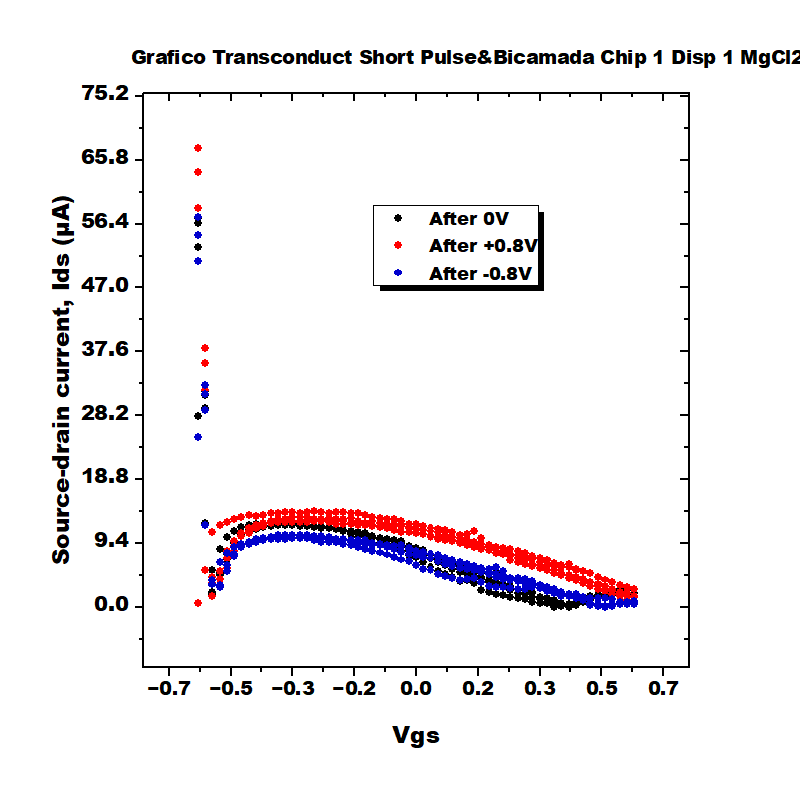 Grafico Transconduct Short Pulse&Bicamada Chip 1 Disp 1 MgCl2
75.2
65.8
56.4
47.0
37.6
28.2
18.8
9.4
0.0
Source-drain current, Ids (µA)
After 0V
After +0.8V
After -0.8V
−0.7 −0.5 −0.3 −0.2 0.0 0.2 0.3 0.5 0.7
Vgs